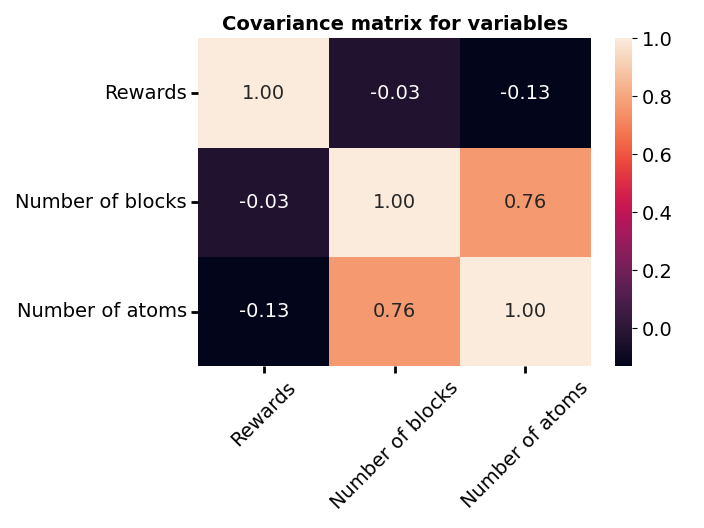 Covariance matrix for variables
Rewards 1.00 -0.03 -0.13
Number of blocks -0.03 1.00 0.76
Number of atoms -0.13 0.76 1.00
Rewards
Number of blocks
Number of atoms
1.0
0.8
0.6
0.4
0.2
0.0